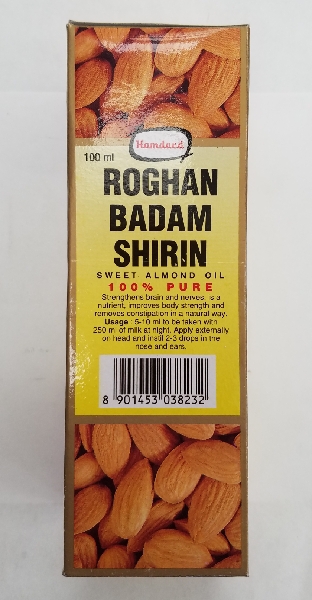 Hamdard
100 ml
ROGHAN
BADAM
SHIRIN
SWEET ALMOND OIL
100% PURE
Strengthens brain and nerves, is a
nutrient, improves body strength and
removes constipation in a natural way.
Usage : 5-10 ml to be taken with
250 ml of milk at night. Apply externally
on head and instil 2-3 drops in the
nose and ears.
8 901453 038232